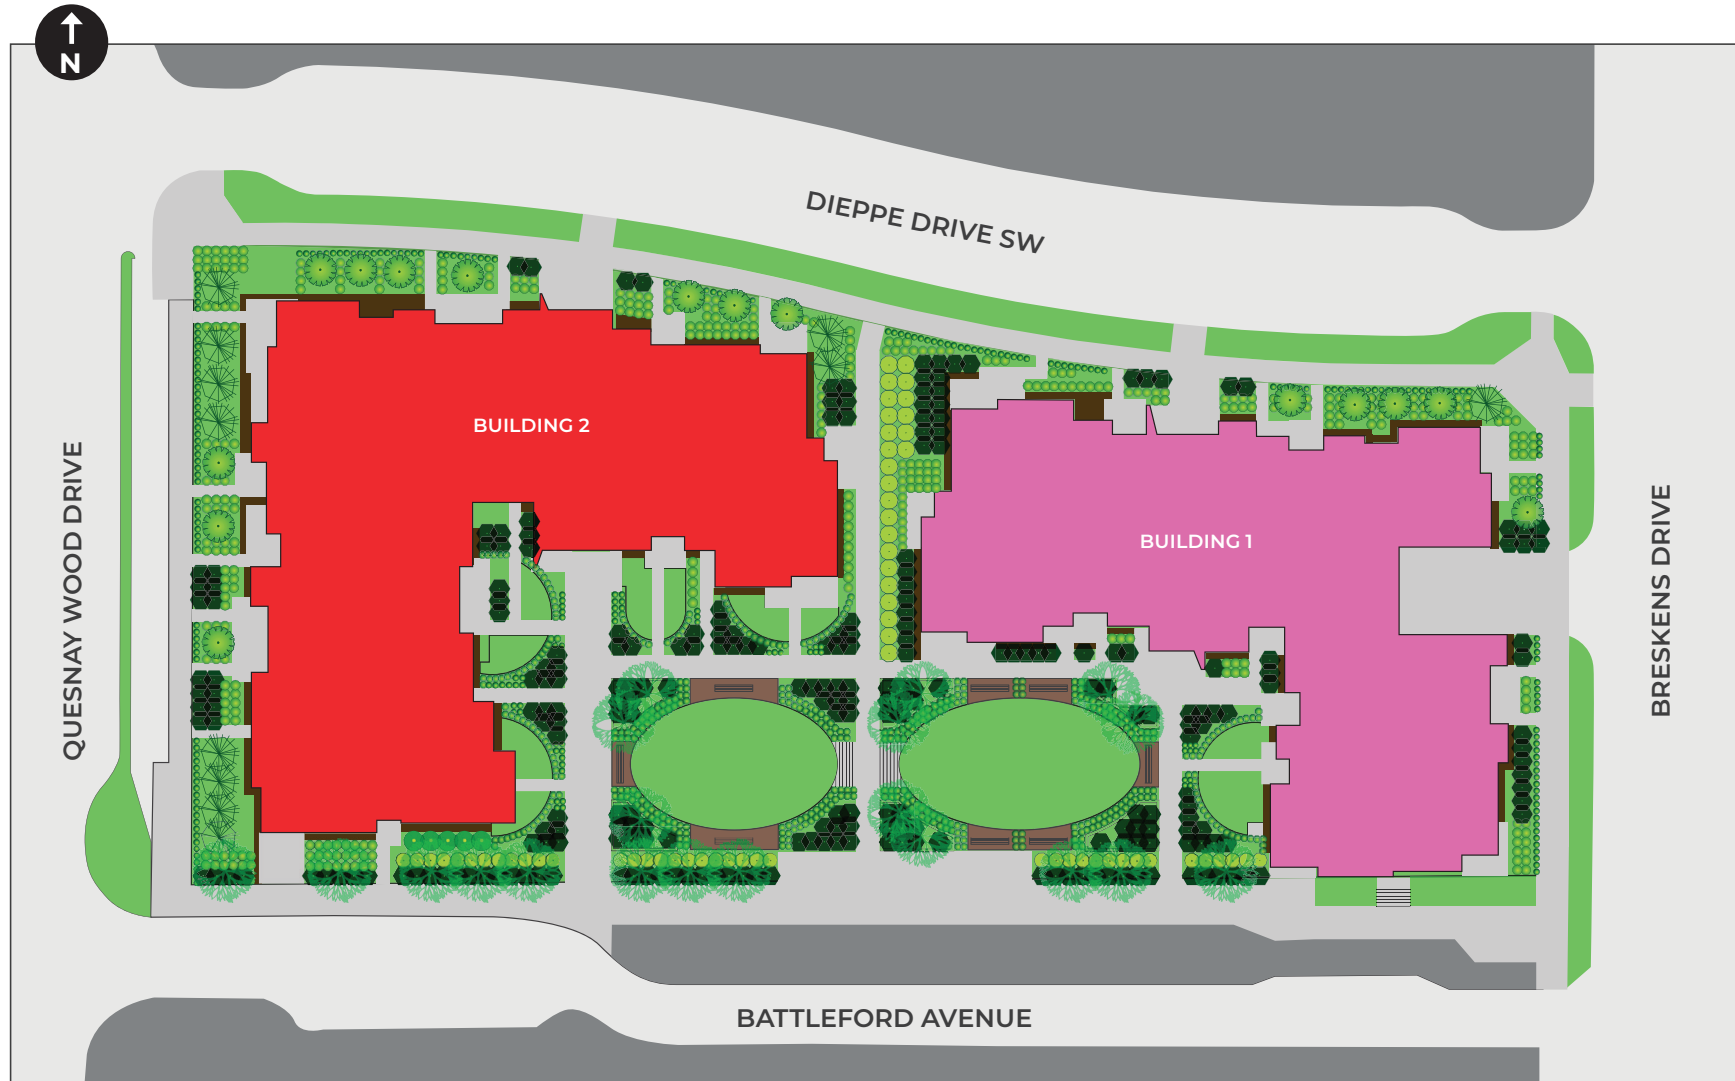 N
DIEPPE DRIVE SW
BUILDING 2
BUILDING 1
QUESNAY WOOD DRIVE
BRESKENS DRIVE
BATTLEFORD AVENUE